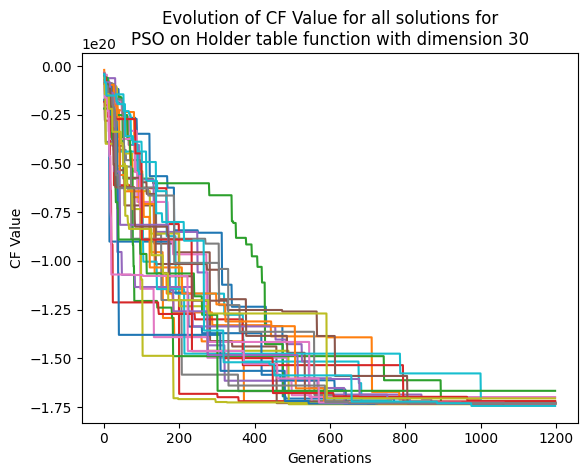 Evolution of CF Value for all solutions for
PSO on Holder table function with dimension 30
1e20
0.00
−0.25
−0.50
−0.75
−1.00
−1.25
−1.50
−1.75
CF Value
0 200 400 600 800 1000 1200
Generations